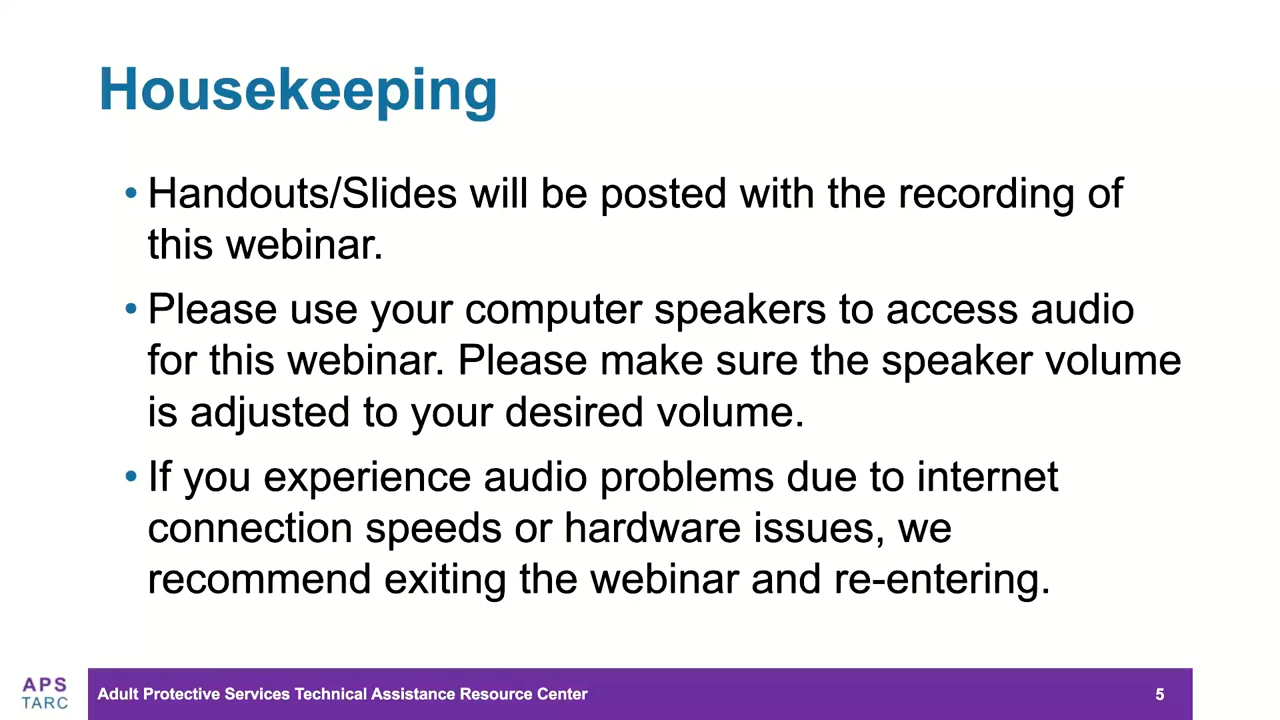 Housekeeping
• Handouts/Slides will be posted with the recording of
this webinar.
• Please use your computer speakers to access audio
for this webinar. Please make sure the speaker volume
is adjusted to your desired volume.
• If you experience audio problems due to internet
connection speeds or hardware issues, we
recommend exiting the webinar and re-entering.
APS
TARC
Adult Protective Services Technical Assistance Resource Center
5